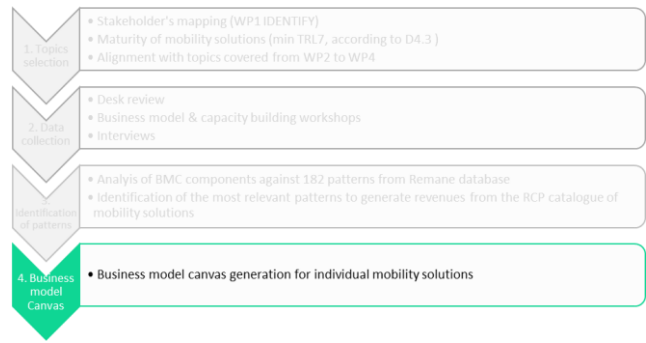 • Stakeholder's mapping (WP1 IDENTIFY)
1. Topics
selection
• Maturity of mobility solutions (min TRL7, according to D4.3 )
• Alignment with topics covered from WP2 to WP4
• Desk review
2. Data
collection
• Business model & capacity building workshops
• Interviews
• Analyis of BMC components against 182 patterns from Remane database
3.
Identification
of patterns
• Identification of the most relevant patterns to generate revenues from the RCP catalogue of
mobility solutions
4. Business
model
Canvas
• Business model canvas generation for individual mobility solutions